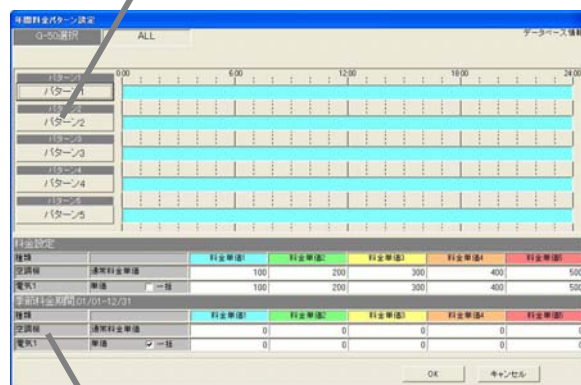 年間料金パターン設定
G-50選択 ALL データベース情報
0:00 6:00 12:00 18:00 24:00
パターン1
パターン1
パターン2
パターン2
パターン3
パターン3
パターン4
パターン4
パターン5
パターン5
料金設定
種類 料金単価1 料金単価2 料金単価3 料金単価4 料金単価5
空調機 通常料金単価 100 200 300 400 500
電気1 単価 一括 100 200 300 400 500
季節料金期間 01/01-12/31
種類 料金単価1 料金単価2 料金単価3 料金単価4 料金単価5
空調機 通常料金単価 0 0 0 0 0
電気1 単価 一括 0 0 0 0 0
OK キャンセル